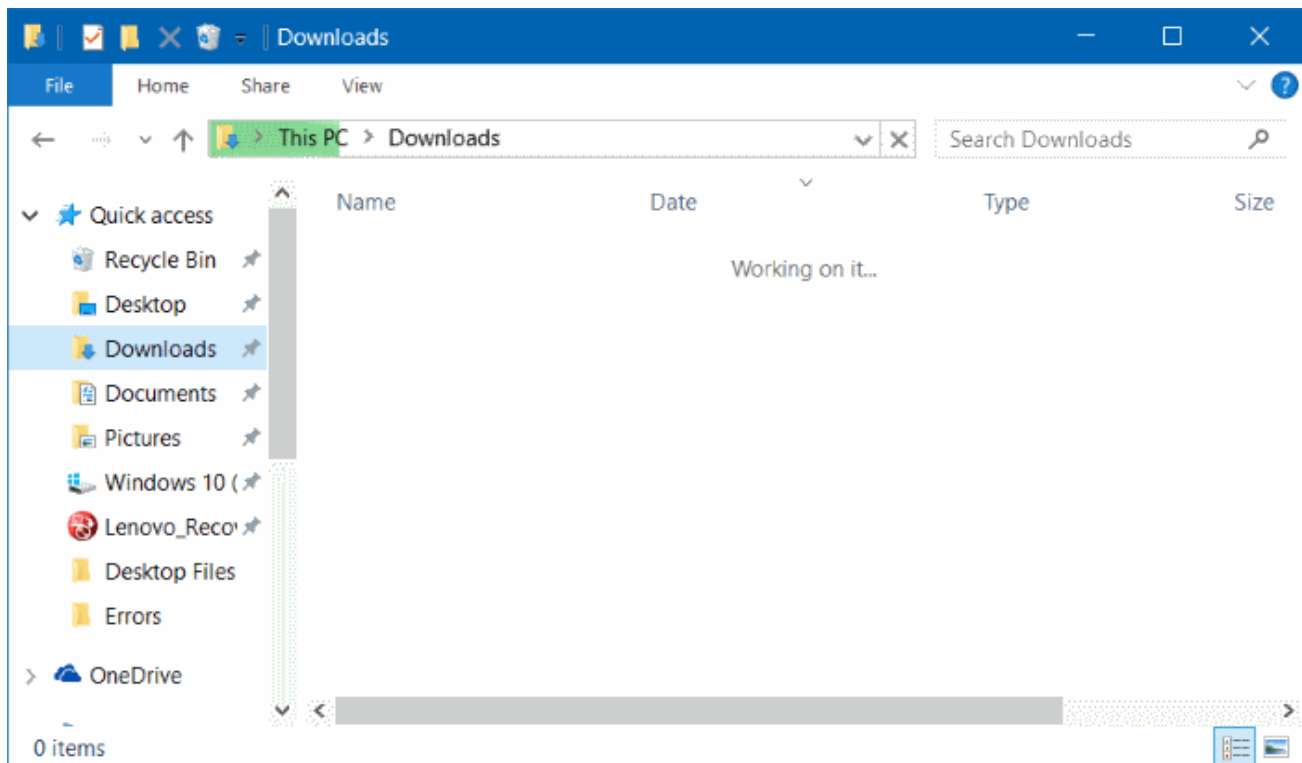 Downloads
File Home Share View
This PC > Downloads
Search Downloads
Name Date Type Size
Working on it...
Quick access
Recycle Bin
Desktop
Downloads
Documents
Pictures
Windows 10 (
Lenovo_Reco
Desktop Files
Errors
OneDrive
0 items